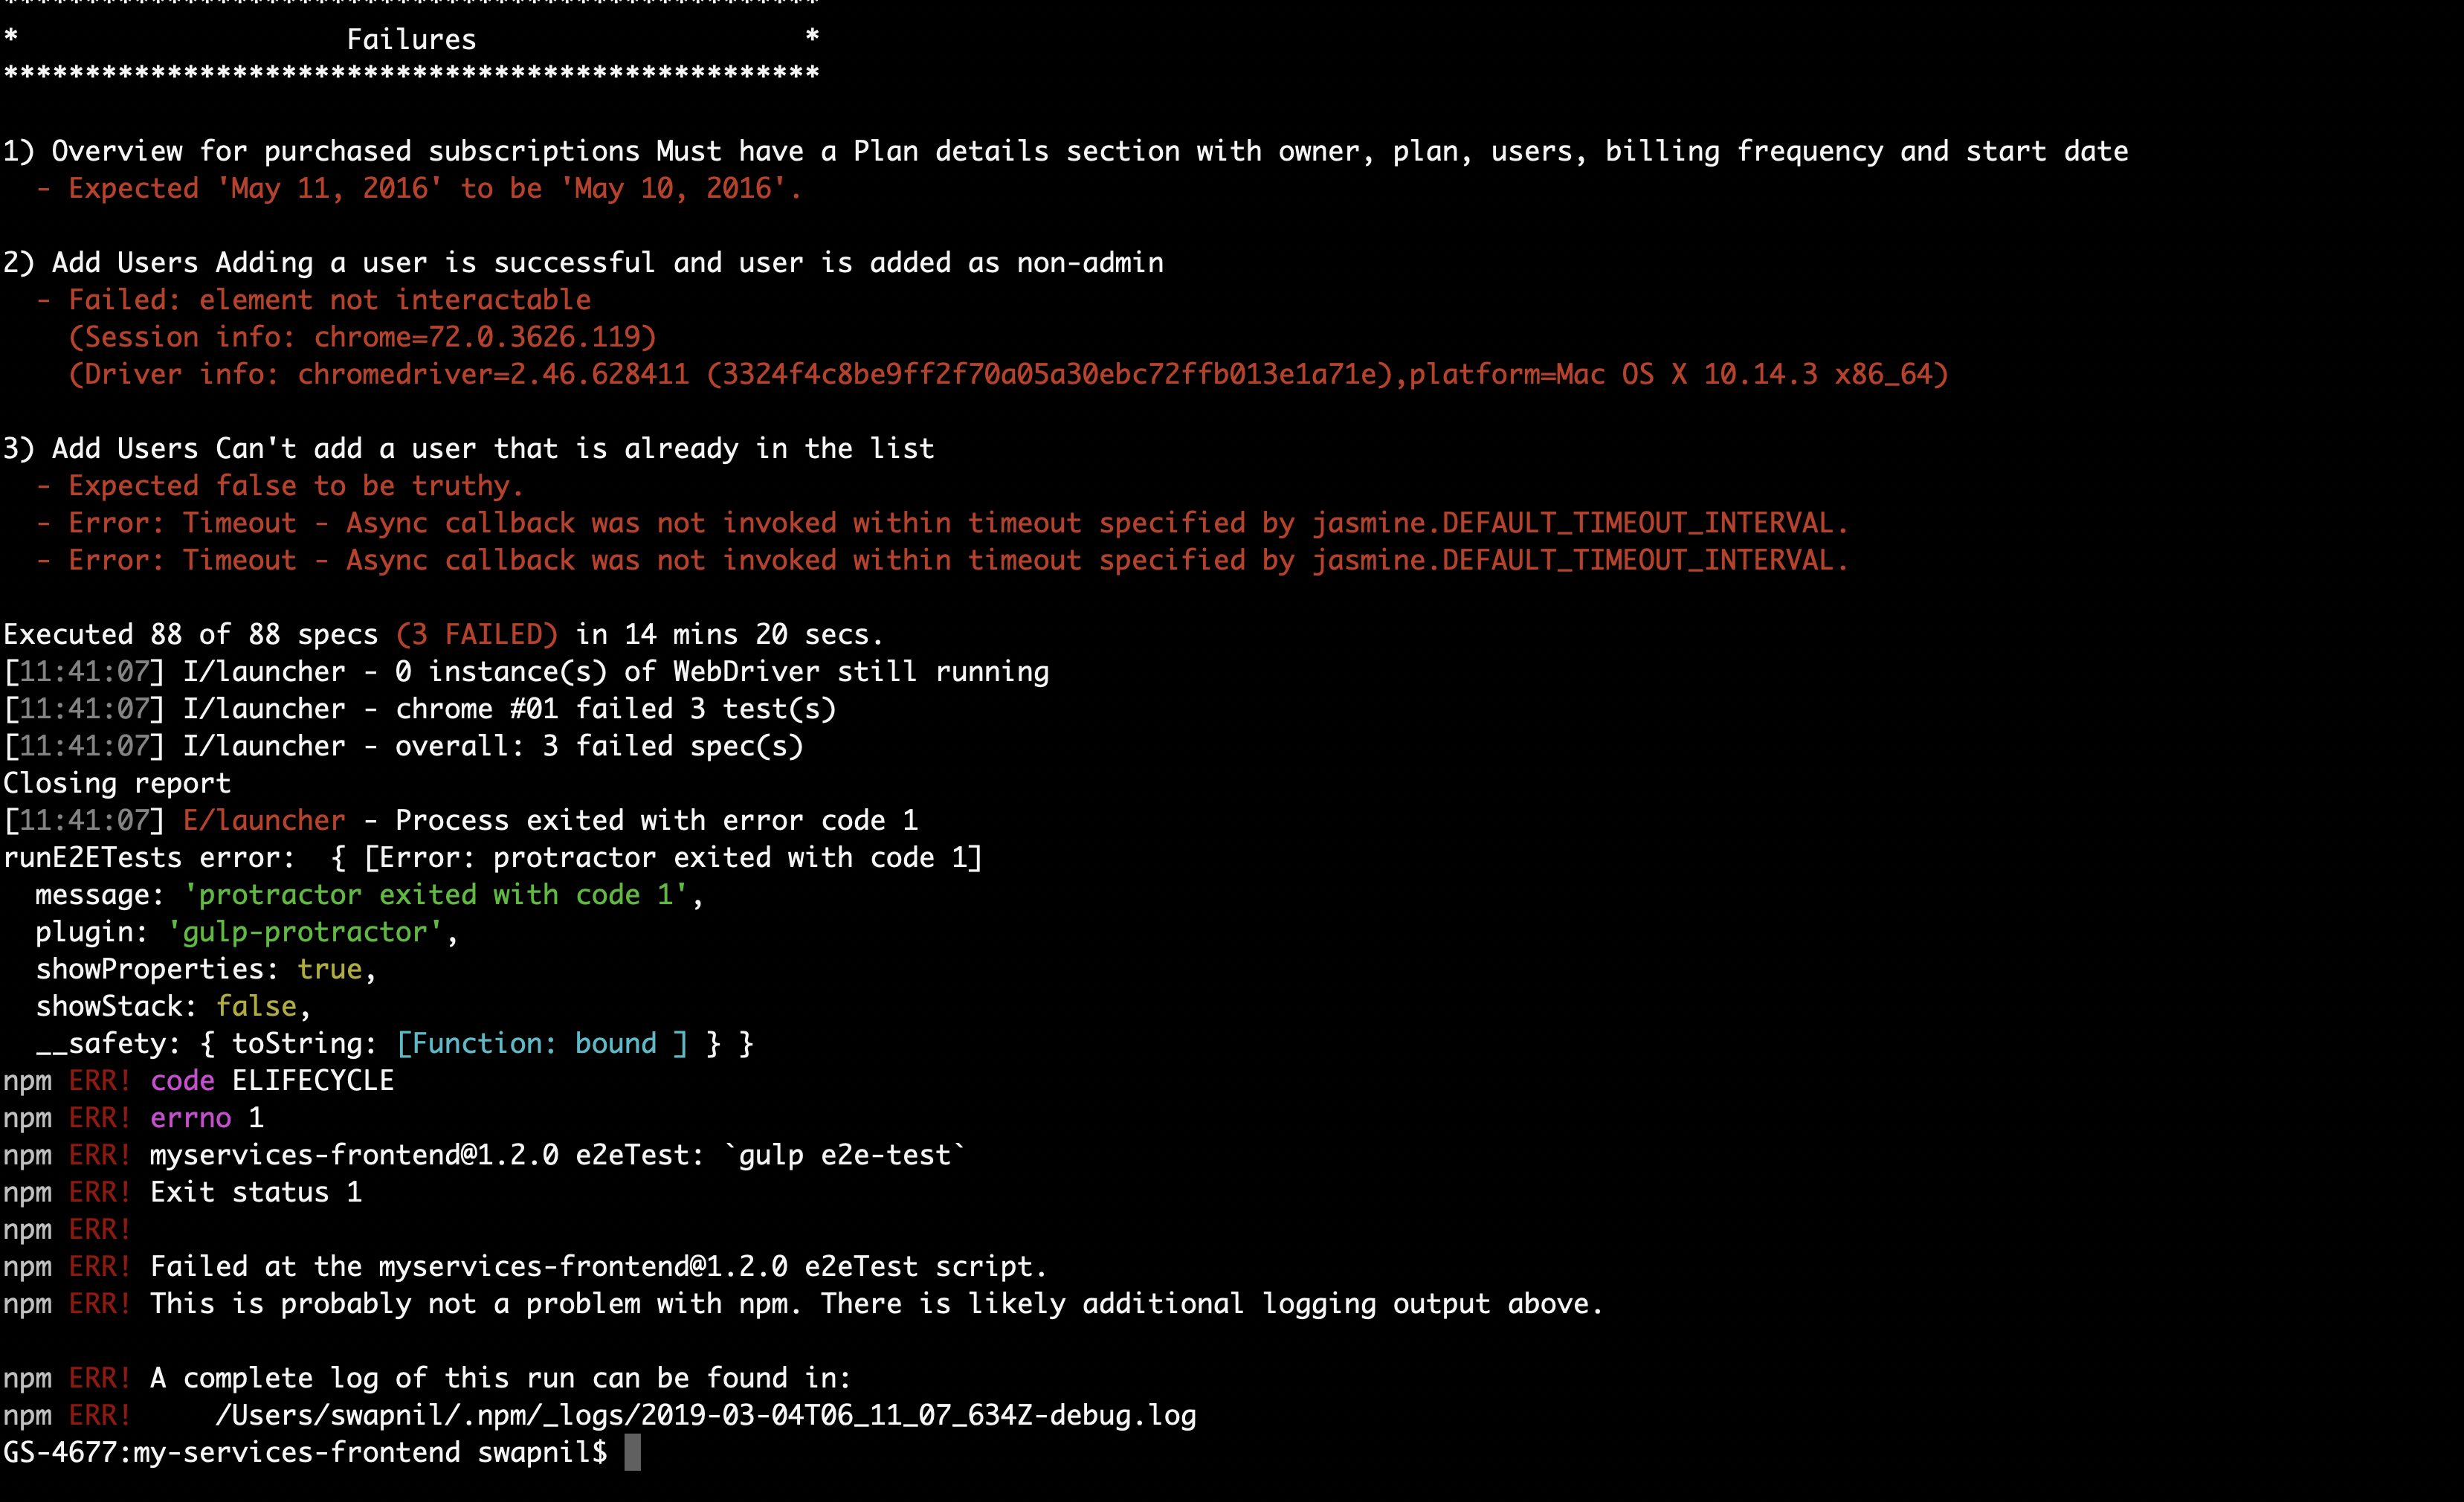 **************************************************
*                    Failures                    *
**************************************************
1) Overview for purchased subscriptions Must have a Plan details section with owner, plan, users, billing frequency and start date
  - Expected 'May 11, 2016' to be 'May 10, 2016'.
2) Add Users Adding a user is successful and user is added as non-admin
  - Failed: element not interactable
    (Session info: chrome=72.0.3626.119)
    (Driver info: chromedriver=2.46.628411 (3324f4c8be9ff2f70a05a30ebc72ffb013e1a71e),platform=Mac OS X 10.14.3 x86_64)
3) Add Users Can't add a user that is already in the list
  - Expected false to be truthy.
  - Error: Timeout - Async callback was not invoked within timeout specified by jasmine.DEFAULT_TIMEOUT_INTERVAL.
  - Error: Timeout - Async callback was not invoked within timeout specified by jasmine.DEFAULT_TIMEOUT_INTERVAL.
Executed 88 of 88 specs (3 FAILED) in 14 mins 20 secs.
[11:41:07] I/launcher - 0 instance(s) of WebDriver still running
[11:41:07] I/launcher - chrome #01 failed 3 test(s)
[11:41:07] I/launcher - overall: 3 failed spec(s)
Closing report
[11:41:07] E/launcher - Process exited with error code 1
runE2ETests error:  { [Error: protractor exited with code 1]
  message: 'protractor exited with code 1',
  plugin: 'gulp-protractor',
  showProperties: true,
  showStack: false,
  __safety: { toString: [Function: bound ] } }
npm ERR! code ELIFECYCLE
npm ERR! errno 1
npm ERR! myservices-frontend@1.2.0 e2eTest: `gulp e2e-test`
npm ERR! Exit status 1
npm ERR!
npm ERR! Failed at the myservices-frontend@1.2.0 e2eTest script.
npm ERR! This is probably not a problem with npm. There is likely additional logging output above.
npm ERR! A complete log of this run can be found in:
npm ERR!     /Users/swapnil/.npm/_logs/2019-03-04T06_11_07_634Z-debug.log
GS-4677:my-services-frontend swapnil$